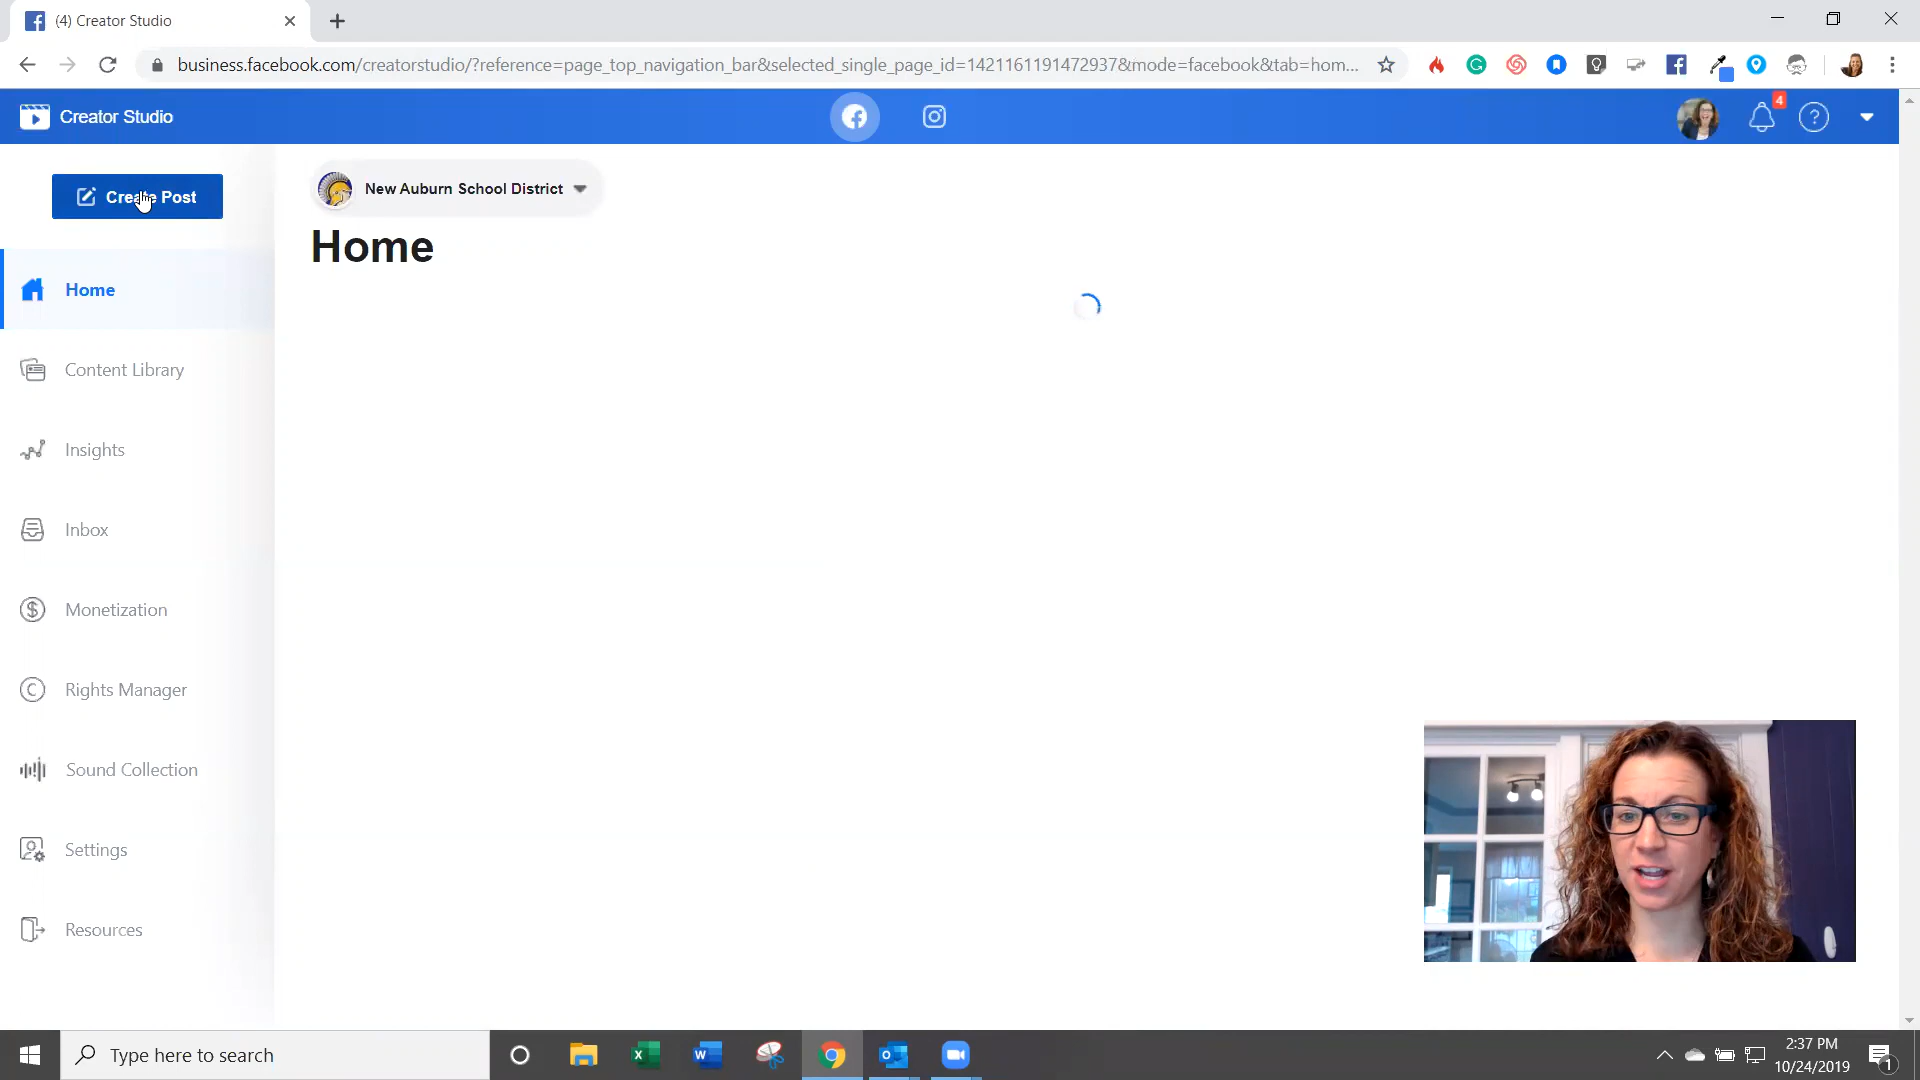 (4) Creator Studio
business.facebook.com/creatorstudio/?reference=page_top_navigation_bar&selected_single_page_id=1421161191472937&mode=facebook&tab=hom...
Creator Studio
4
?
Create Post
New Auburn School District
Home
Home
Content Library
Insights
Inbox
Monetization
Rights Manager
Sound Collection
Settings
Resources
Type here to search
2:37 PM
10/24/2019
1